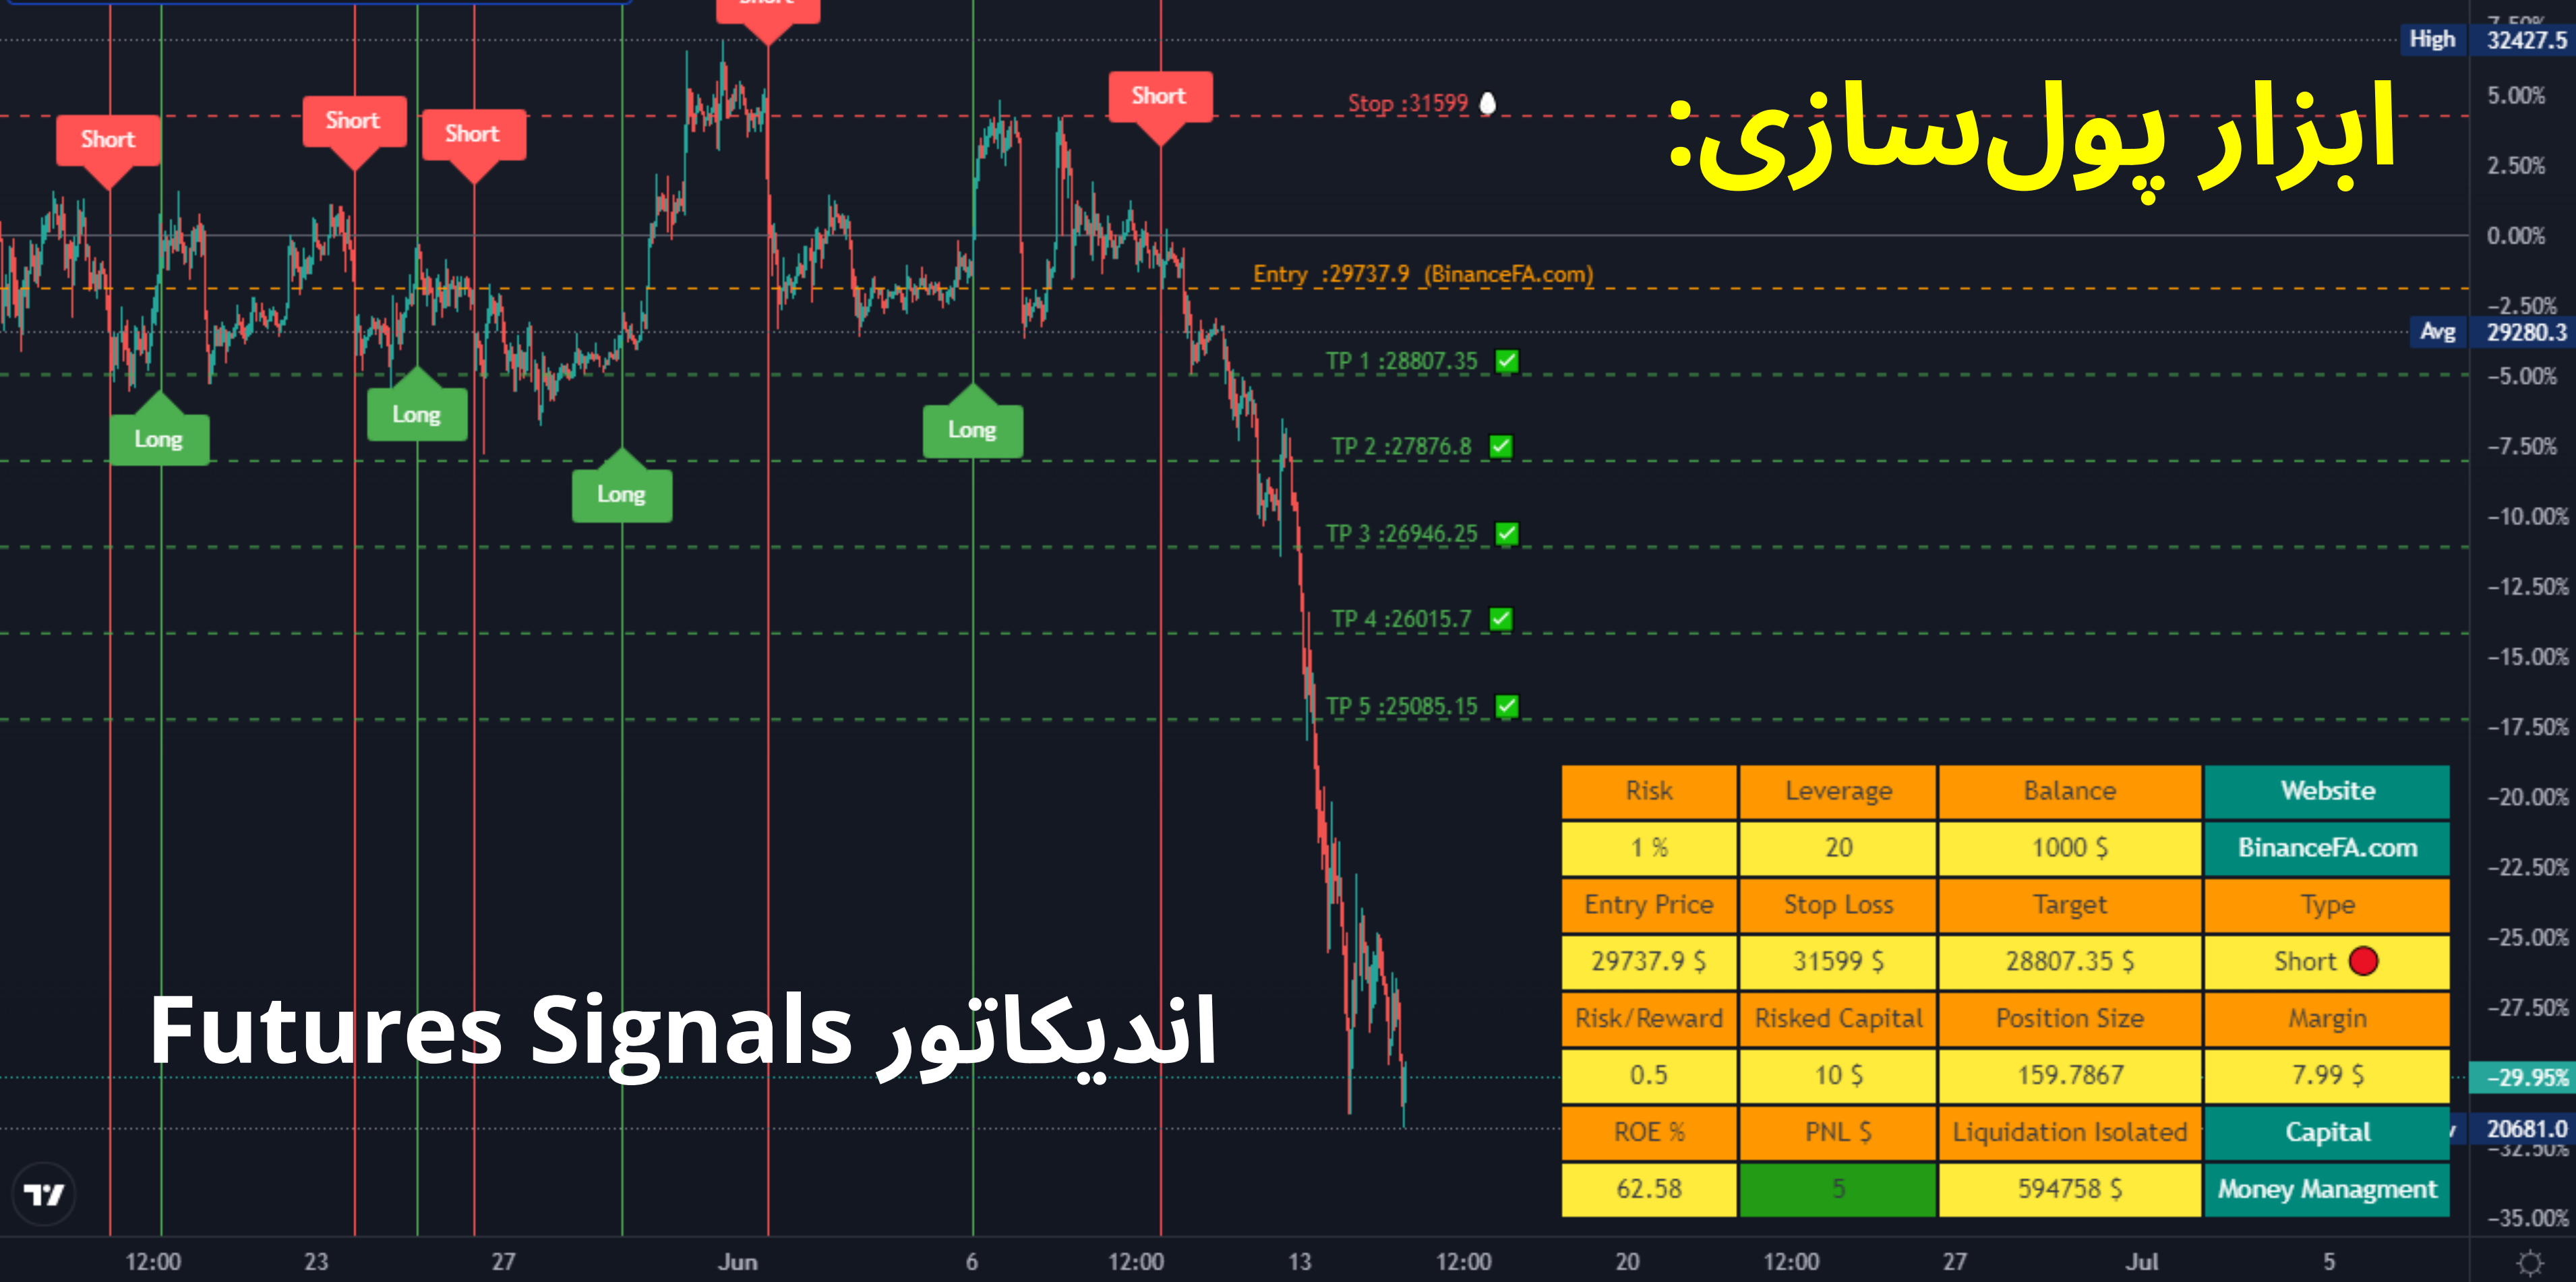 Short
7.50%
High 32427.5
ابزار پول‌سازی:
Stop :31599
5.00%
Short
Short
Short
Short
2.50%
0.00%
Entry :29737.9 (BinanceFA.com)
-2.50%
Avg 29280.3
TP 1 :28807.35
-5.00%
Long
Long
Long
Long
TP 2 :27876.8
-7.50%
-10.00%
TP 3 :26946.25
-12.50%
TP 4 :26015.7
-15.00%
TP 5 :25085.15
-17.50%
-20.00%
-22.50%
-25.00%
-27.50%
-29.95%
20681.0
-32.50%
-35.00%
Risk Leverage Balance Website
1 % 20 1000 $ BinanceFA.com
Entry Price Stop Loss Target Type
29737.9 $ 31599 $ 28807.35 $ Short
Risk/Reward Risked Capital Position Size Margin
0.5 10 $ 159.7867 7.99 $
ROE % PNL $ Liquidation Isolated Capital
62.58 5 594758 $ Money Managment
اندیکاتور Futures Signals
12:00 23 27 Jun 6 12:00 13 12:00 20 12:00 27 Jul 5